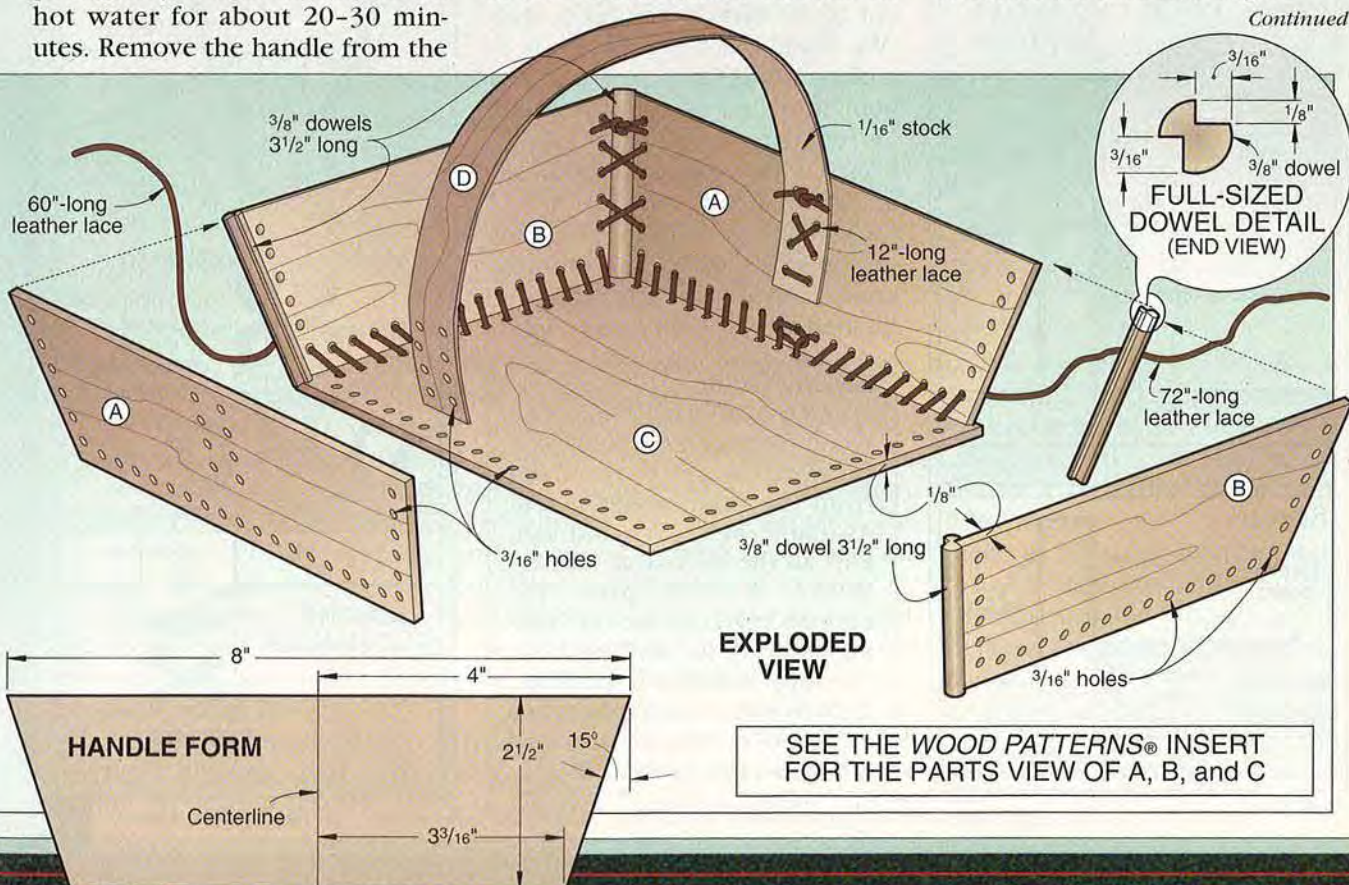 hot water for about 20–30 min-
utes. Remove the handle from the
Continued
3/8" dowels
3 1/2" long
60"-long
leather lace
D
B
A
1/16" stock
12"-long
leather lace
3/16"
1/8"
3/16"
3/8" dowel
FULL-SIZED
DOWEL DETAIL
(END VIEW)
72"-long
leather lace
A
C
B
3/16" holes
1/8"
3/8" dowel 3 1/2" long
3/16" holes
EXPLODED
VIEW
8"
4"
HANDLE FORM
2 1/2"
15°
Centerline
3 3/16"
SEE THE WOOD PATTERNS® INSERT
FOR THE PARTS VIEW OF A, B, and C